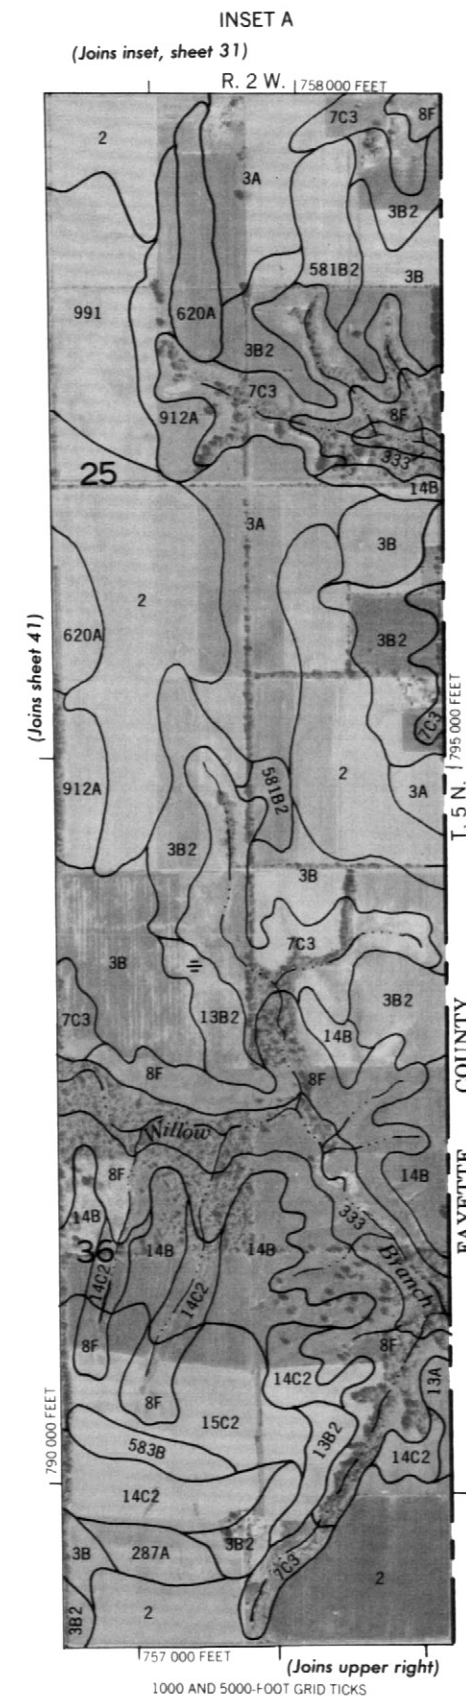 INSET A
(Joins inset, sheet 31)
R. 2 W. 758 000 FEET
7C3
8F
2
3A
3B2
581B2
3B
991
620A
3B2
7C3
912A
8F
333
25
14B
3A
3B
2
620A
3B2
(Joins sheet 41)
7C3
T. 5 N. 795 000 FEET
581B2
2
912A
3A
3B2
3B
7C3
3B
3B2
7C3
13B2
14B
FAYETTE COUNTY
8F
8F
Willow
8F
14B
14B
333
36
14B
14B
Branch
14C2
14C2
8F
8F
14C2
13A
8F
790 000 FEET
15C2
13B2
583B
14C2
14C2
3B2
3B
287A
7C3
2
3B2
2
757 000 FEET
(Joins upper right)
1000 AND 5000-FOOT GRID TICKS